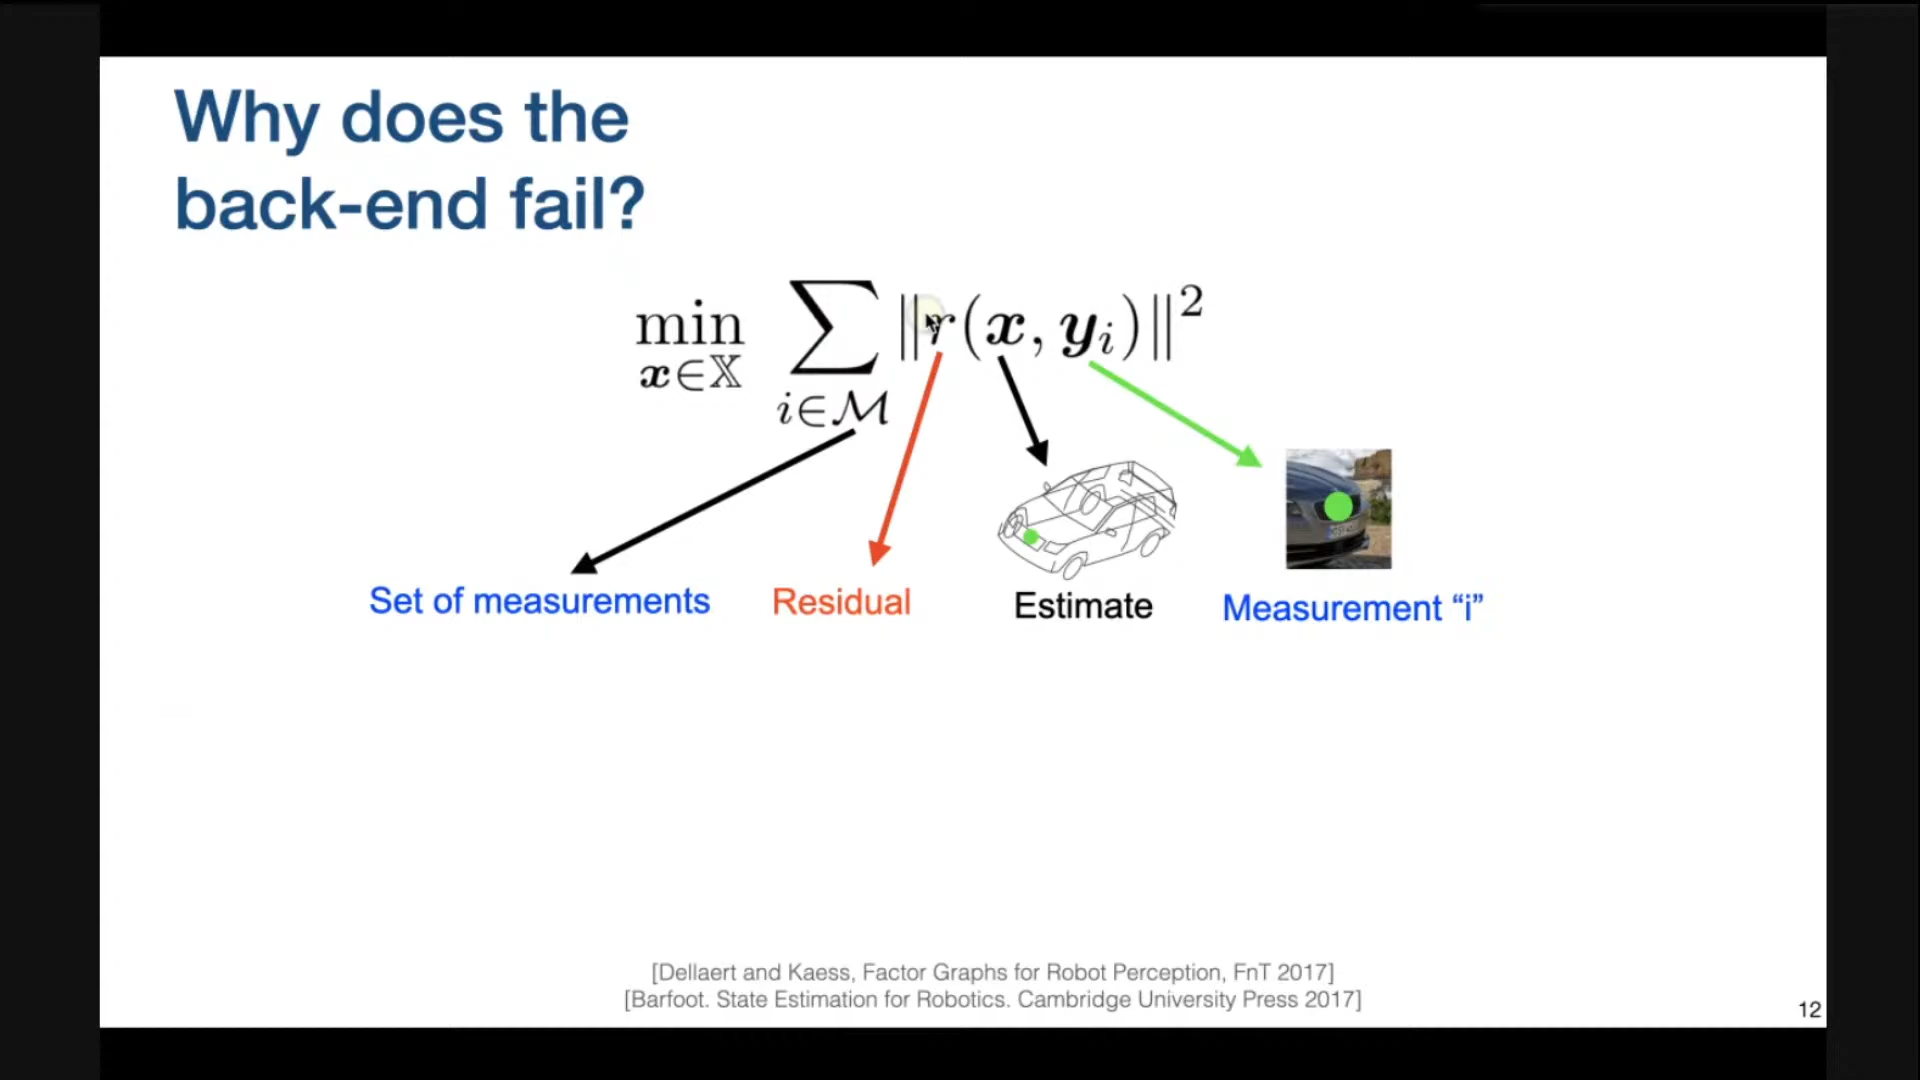 Why does the
back-end fail?
min x∈𝕏 ∑ i∈ℳ ‖r(x, y_i)‖²
Set of measurements
Residual
Estimate
Measurement “i”
[Dellaert and Kaess, Factor Graphs for Robot Perception, FnT 2017]
[Barfoot. State Estimation for Robotics. Cambridge University Press 2017]
12